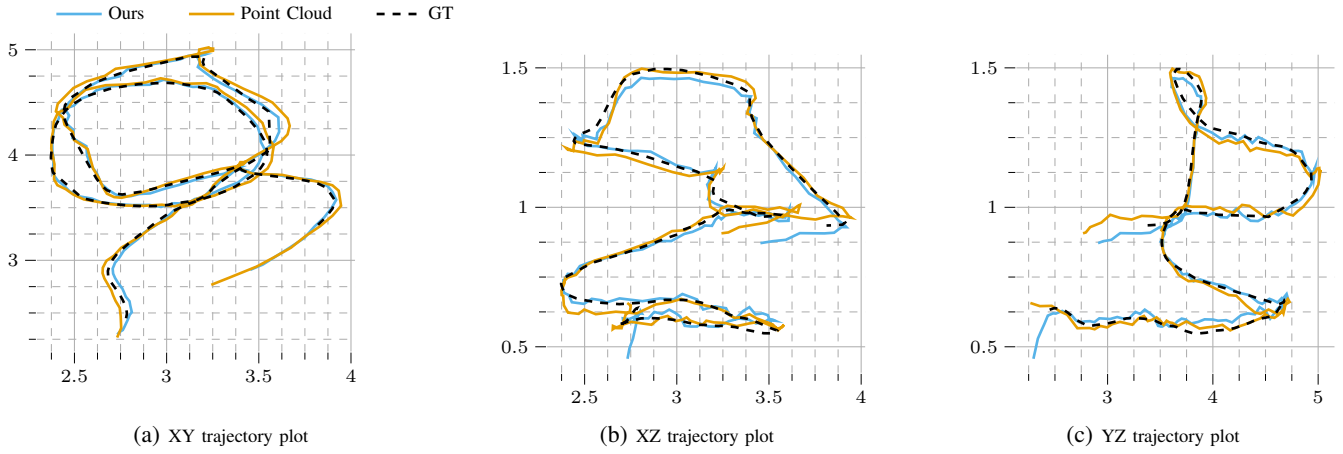 Ours Point Cloud GT
5
4
3
2.5 3 3.5 4
(a) XY trajectory plot
1.5
1
0.5
2.5 3 3.5 4
(b) XZ trajectory plot
1.5
1
0.5
3 4 5
(c) YZ trajectory plot